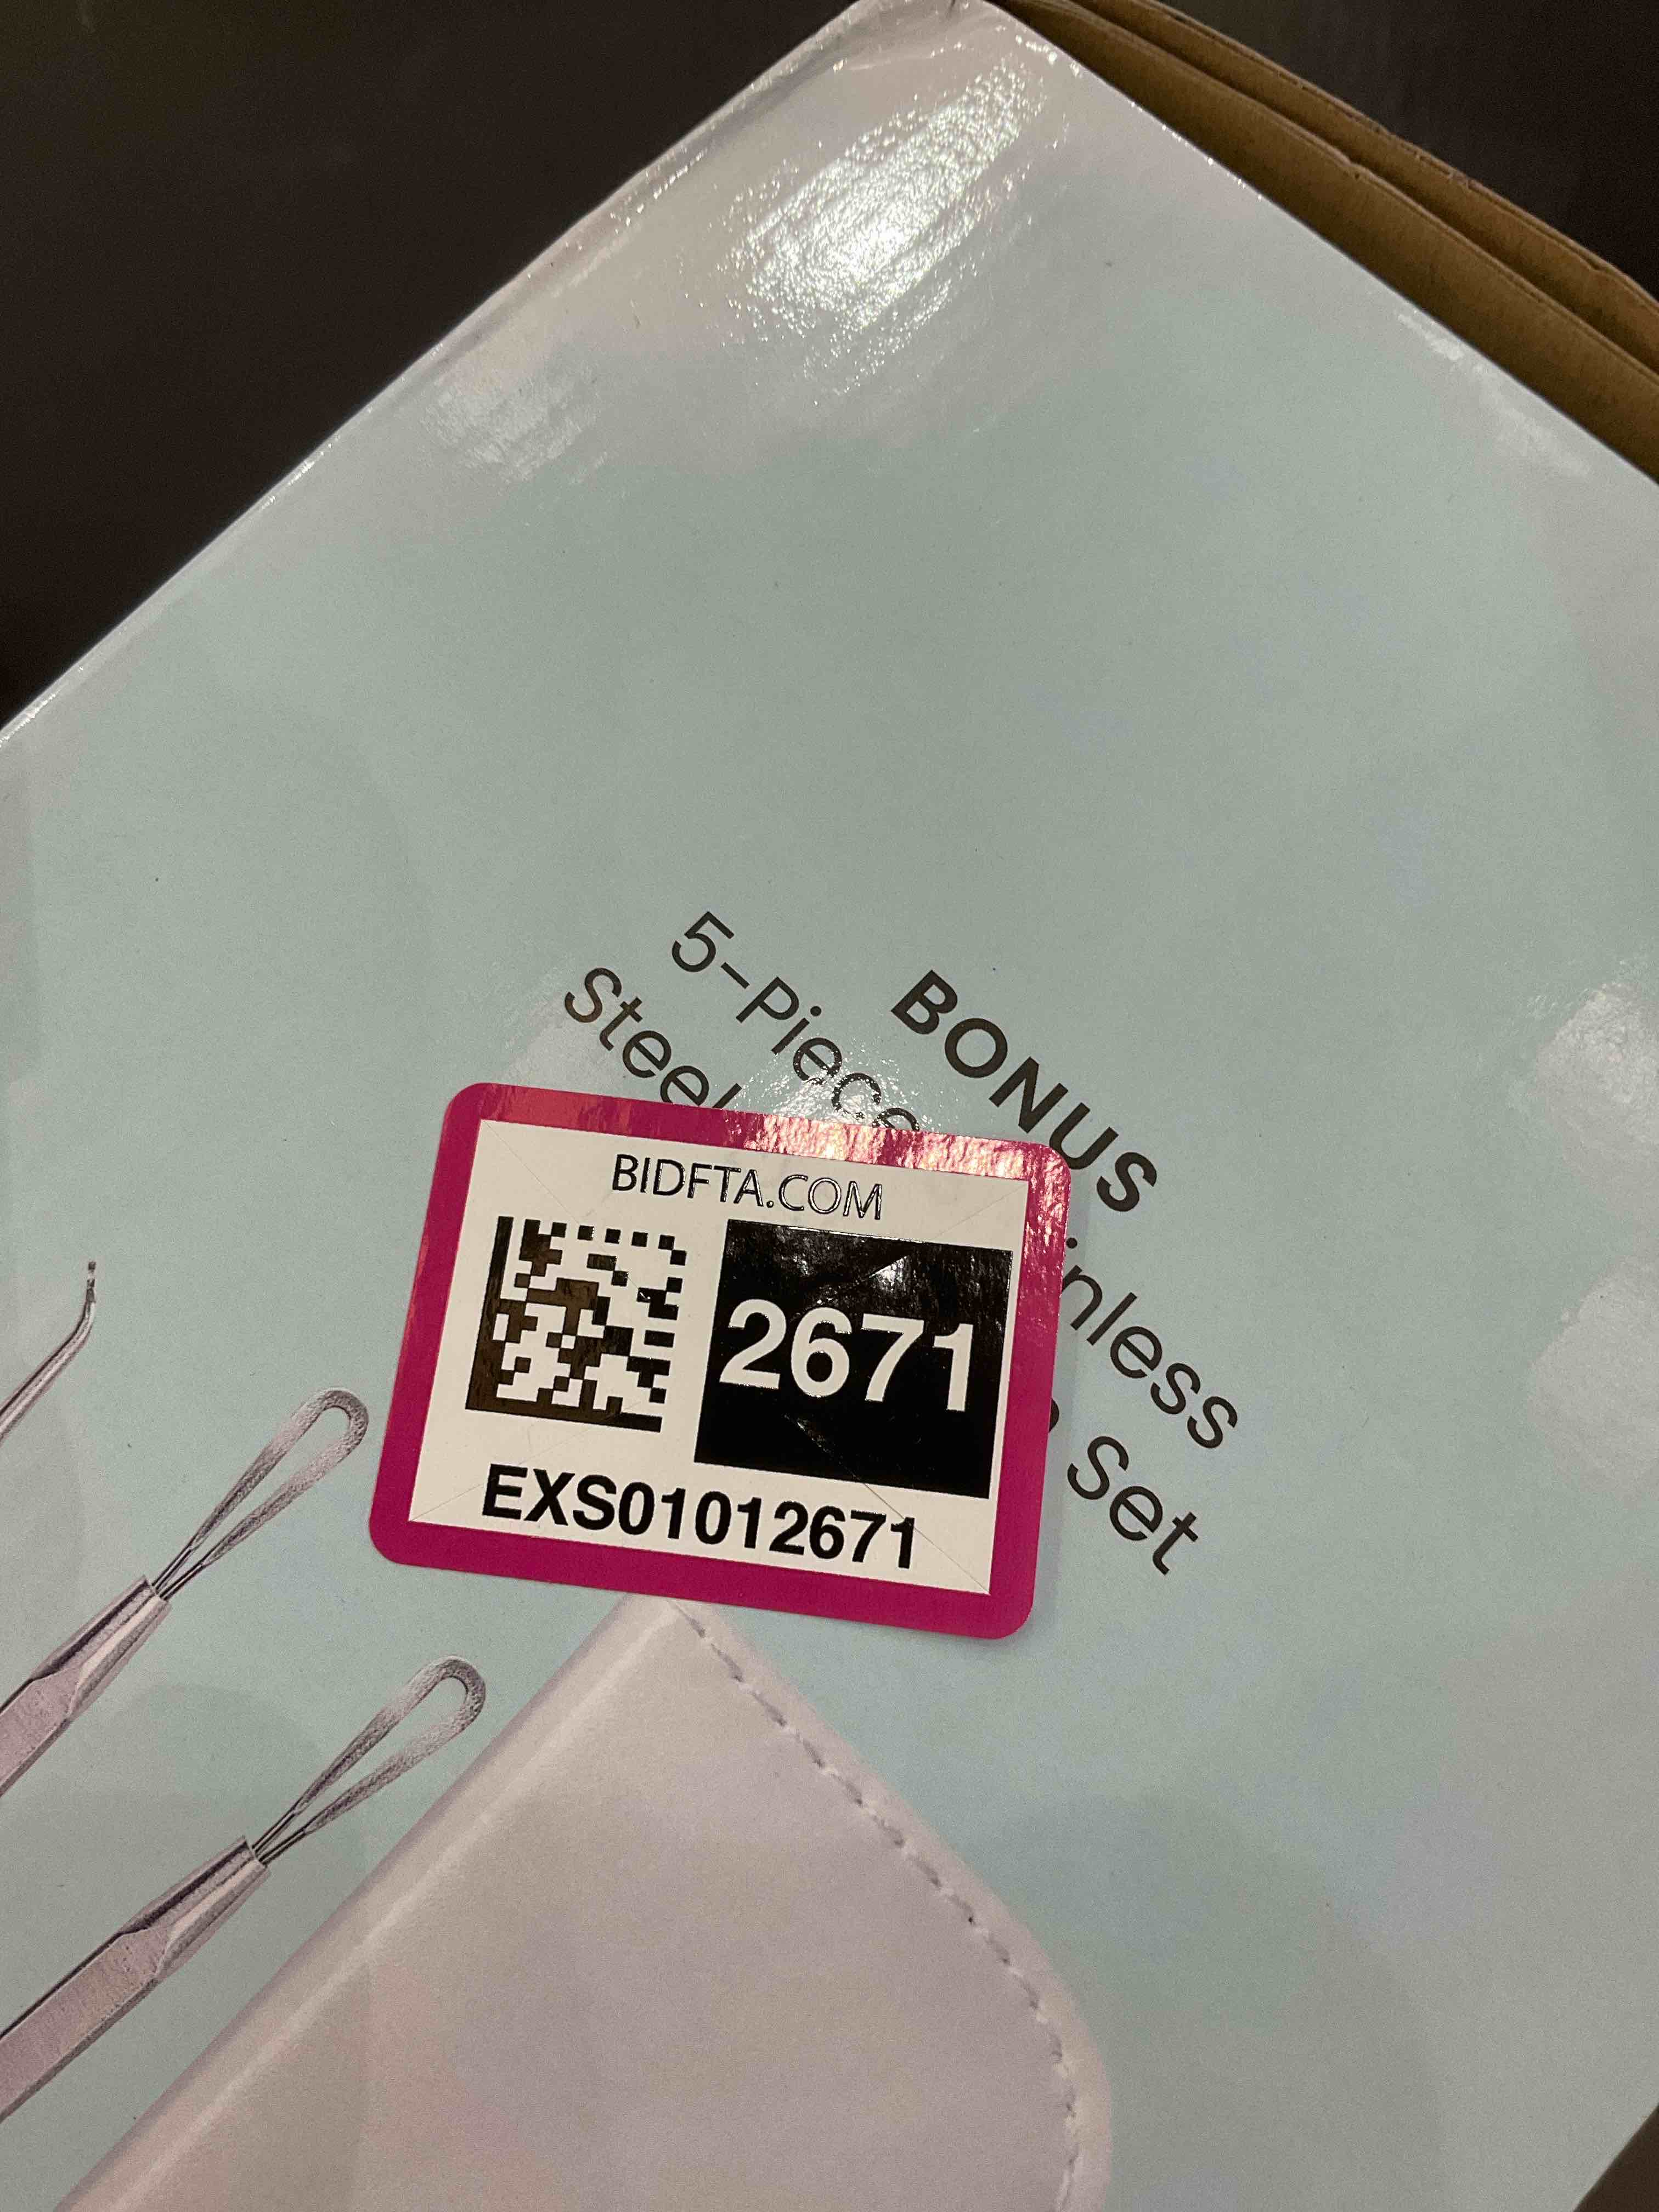 BONUS
5-Piece inless
Steel Set
BIDFTA.COM
2671
EXS01012671